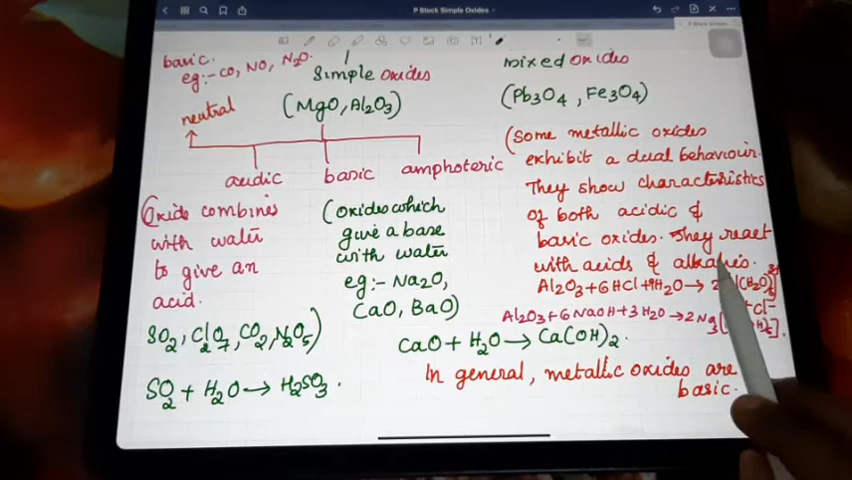 P Block Simple Oxides
P Block Simple
basic.
eg:- CO, NO, N2O.
simple oxides
(MgO, Al2O3)
neutral
acidic
basic
amphoteric
(Oxide combines
with water
to give an
acid.
SO2, Cl2O7, CO2, N2O5)
SO2 + H2O → H2SO3.
(oxides which
give a base
with water
eg:- Na2O,
CaO, BaO)
CaO + H2O → Ca(OH)2.
mixed oxides
(Pb3O4, Fe3O4)
(Some metallic oxides
exhibit a dual behaviour.
They show characteristics
of both acidic &
basic oxides. They react
with acids & alkalies.
Al2O3 + 6HCl + 9H2O →
Al2O3 + 6NaOH + 3H2O → 2Na3[
In general, metallic oxides are
basic.